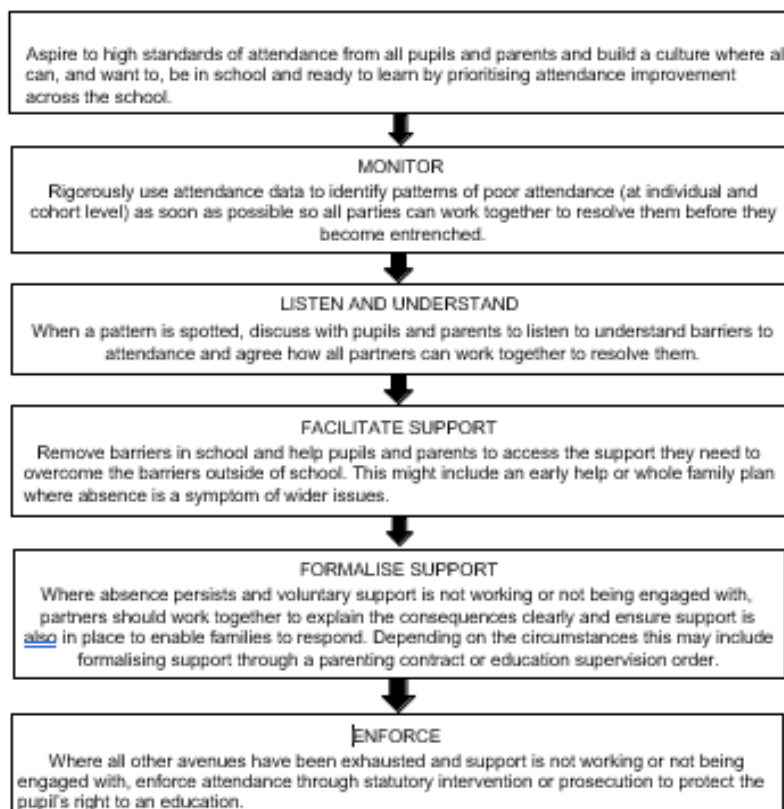 Aspire to high standards of attendance from all pupils and parents and build a culture where al
can, and want to, be in school and ready to learn by prioritising attendance improvement
across the school.
MONITOR
Rigorously use attendance data to identify patterns of poor attendance (at individual and
cohort level) as soon as possible so all parties can work together to resolve them before they
become entrenched.
LISTEN AND UNDERSTAND
When a pattern is spotted, discuss with pupils and parents to listen to understand barriers to
attendance and agree how all partners can work together to resolve them.
FACILITATE SUPPORT
Remove barriers in school and help pupils and parents to access the support they need to
overcome the barriers outside of school. This might include an early help or whole family plan
where absence is a symptom of wider issues.
FORMALISE SUPPORT
Where absence persists and voluntary support is not working or not being engaged with,
partners should work together to explain the consequences clearly and ensure support is
also in place to enable families to respond. Depending on the circumstances this may include
formalising support through a parenting contract or education supervision order.
ENFORCE
Where all other avenues have been exhausted and support is not working or not being
engaged with, enforce attendance through statutory intervention or prosecution to protect the
pupil's right to an education.